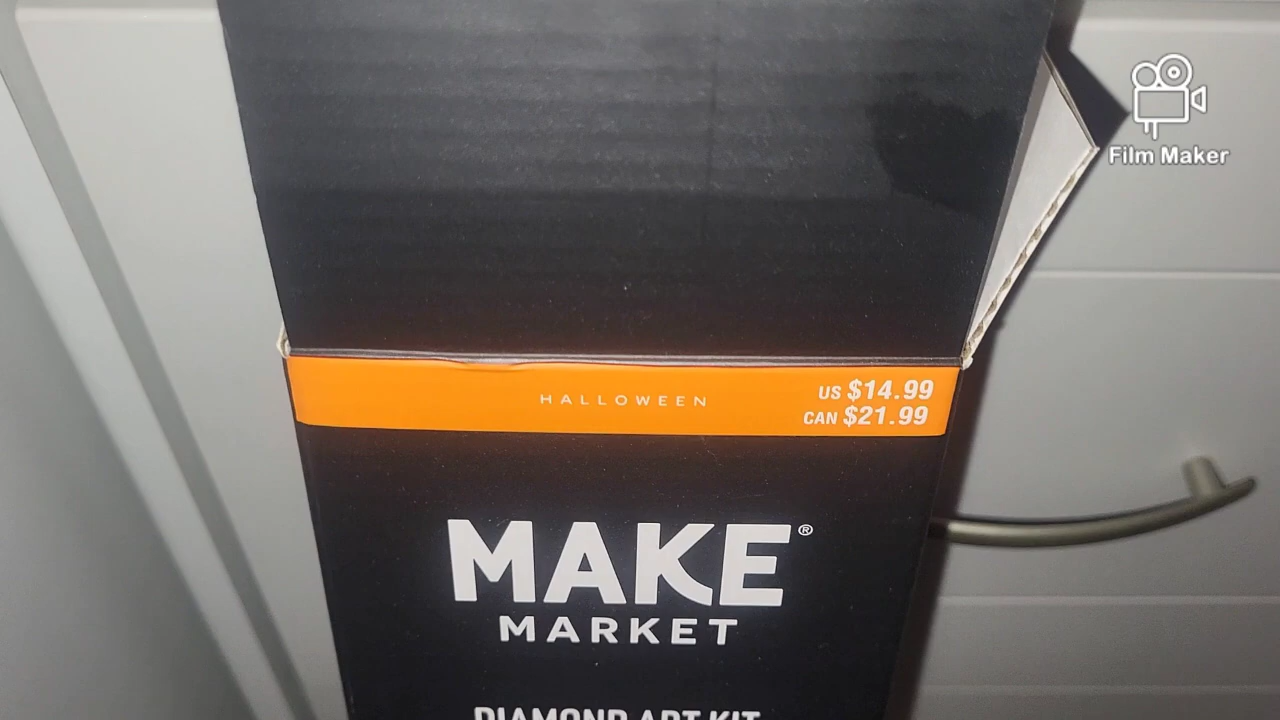 Film Maker
HALLOWEEN
US $14.99
CAN $21.99
MAKE®
MARKET
DIAMOND ART KIT